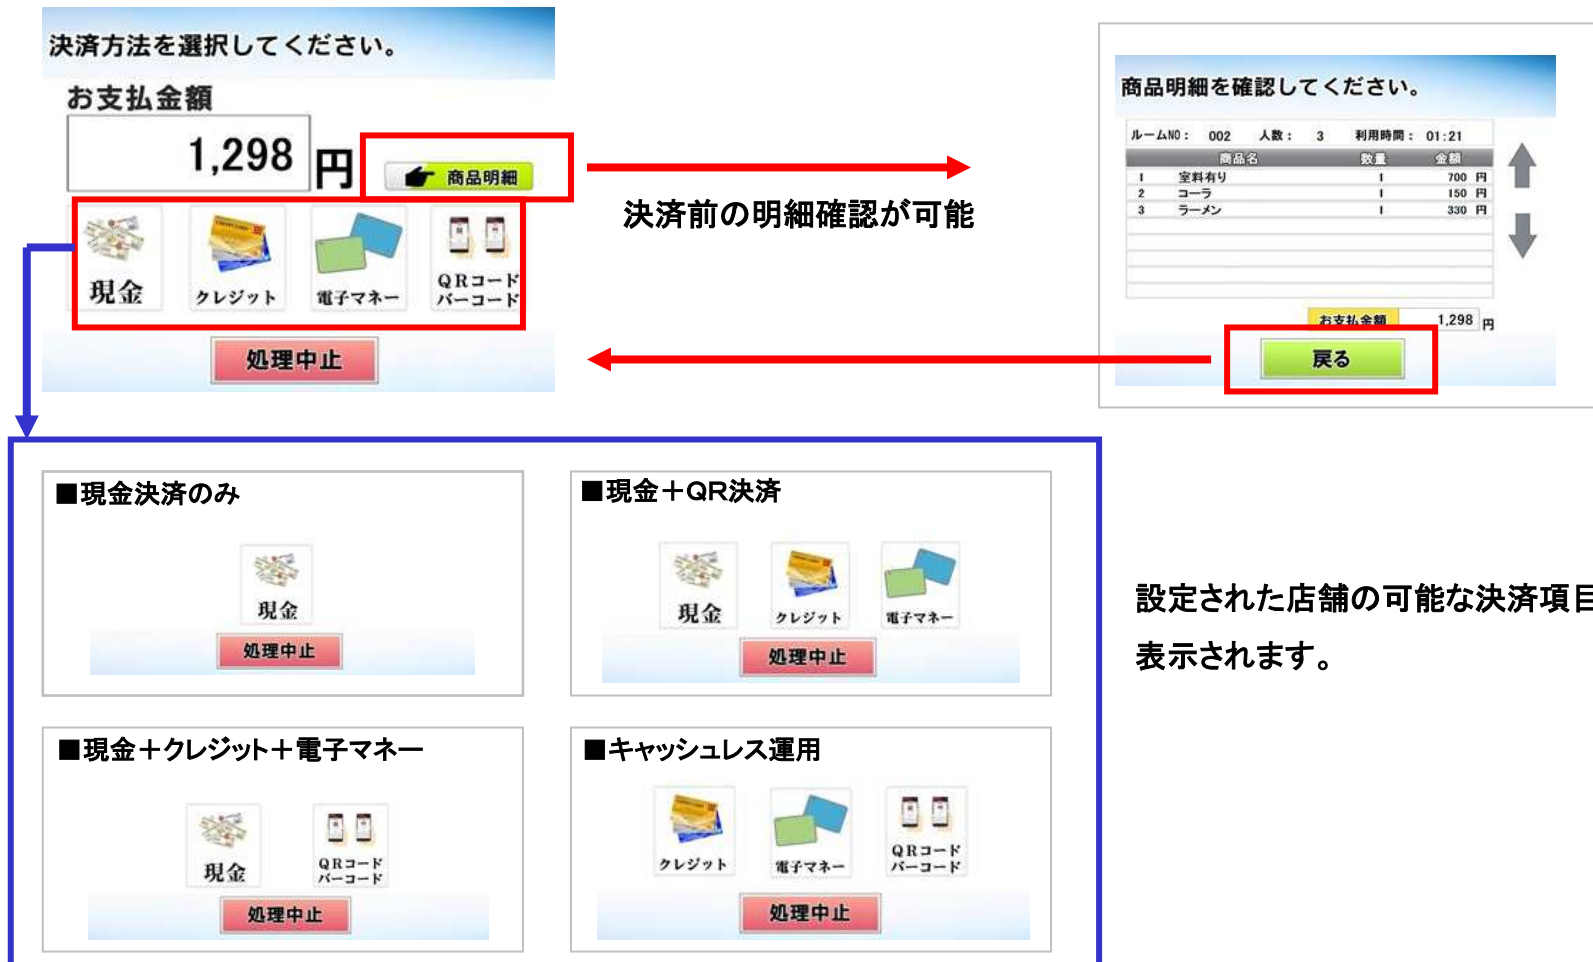 決済方法を選択してください。
お支払金額
1,298 円
商品明細
現金
クレジット
電子マネー
QRコード
バーコード
処理中止
決済前の明細確認が可能
商品明細を確認してください。
ルームNO： 002 人数： 3 利用時間： 01:21
商品名 数量 金額
1 室料有り 1 700 円
2 コーラ 1 150 円
3 ラーメン 1 330 円
お支払金額 1,298 円
戻る
■現金決済のみ
現金
処理中止
■現金＋QR決済
現金
クレジット
電子マネー
処理中止
■現金＋クレジット＋電子マネー
現金
QRコード
バーコード
処理中止
■キャッシュレス運用
クレジット
電子マネー
QRコード
バーコード
処理中止
設定された店舗の可能な決済項目
表示されます。